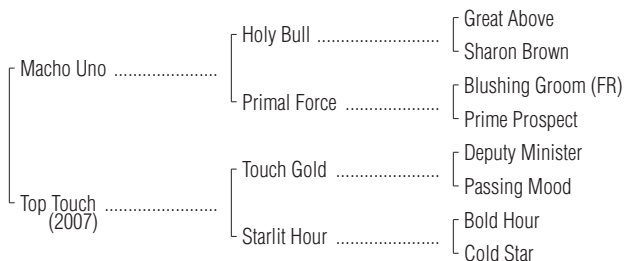 Great Above
Holy Bull ..........................
Sharon Brown
Macho Uno ......................
Blushing Groom (FR)
Primal Force ....................
Prime Prospect
Deputy Minister
Touch Gold ......................
Passing Mood
Top Touch ........................
(2007)
Bold Hour
Starlit Hour ......................
Cold Star